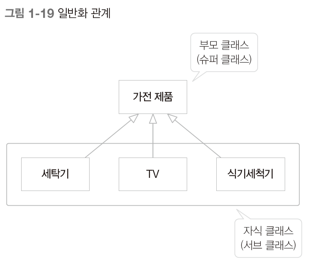 그림 1-19 일반화 관계
부모 클래스
(슈퍼 클래스)
가전 제품
세탁기
TV
식기세척기
자식 클래스
(서브 클래스)